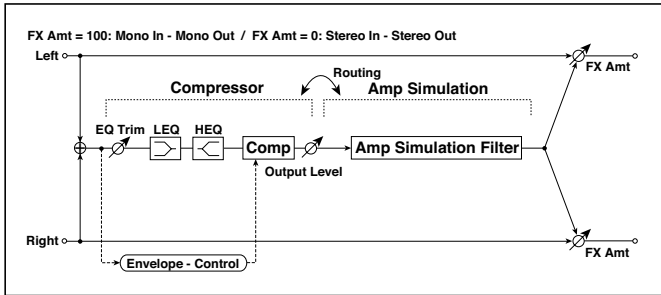 FX Amt = 100: Mono In - Mono Out / FX Amt = 0: Stereo In - Stereo Out
Left
FX Amt
Routing
Compressor
Amp Simulation
EQ Trim
LEQ
HEQ
Comp
Output Level
Amp Simulation Filter
Right
FX Amt
Envelope - Control